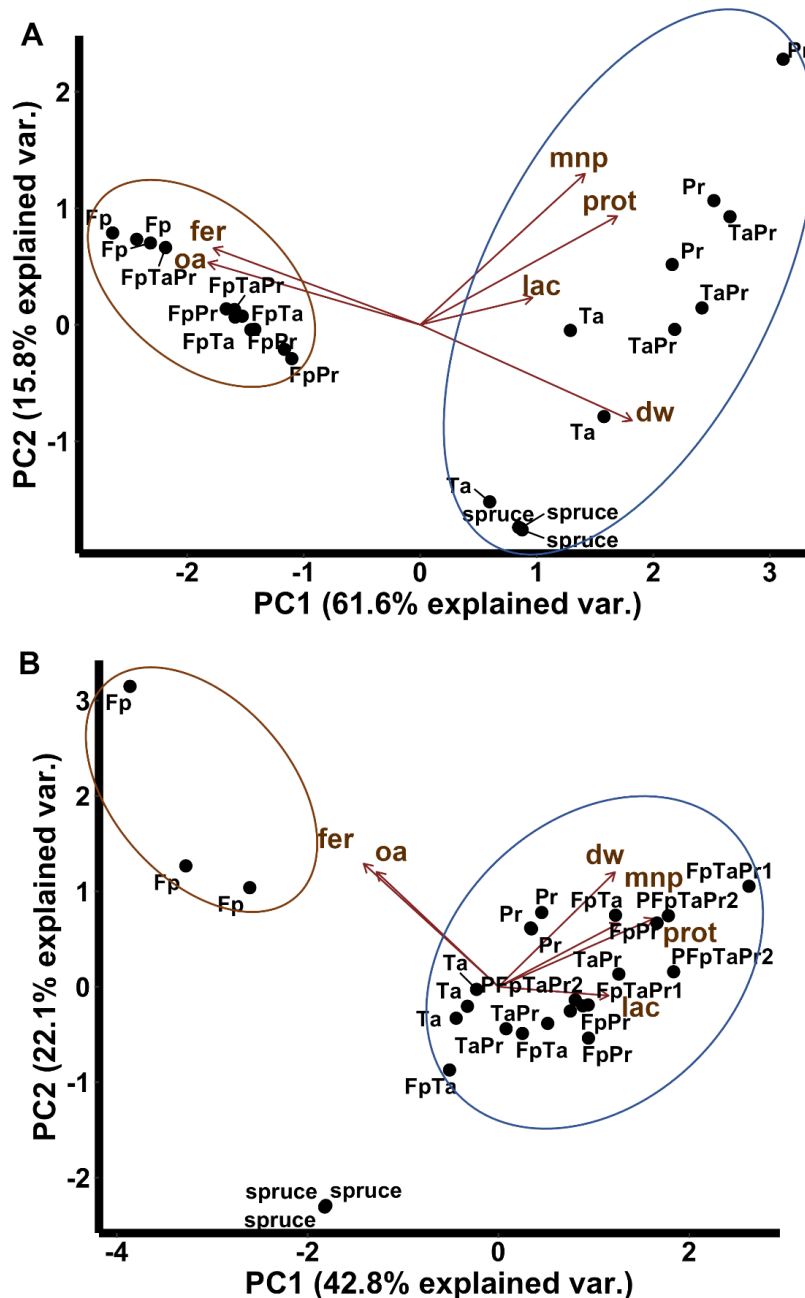 A
PC2 (15.8% explained var.)
2
1
0
-1
Pr
mnp
prot
Pr
TaPr
Fp
Fp
Fp
fer
oa
FpTaPr
Pr
lac
FpTaPr
FpPr
FpTa
Ta
TaPr
TaPr
FpTa
FpPr
FpPr
dw
Ta
Ta
spruce
spruce
spruce
-2
-1
0
1
2
3
PC1 (61.6% explained var.)
B
PC2 (22.1% explained var.)
3
2
1
0
-1
-2
Fp
fer
oa
dw
FpTaPr1
mnp
Fp
Fp
Pr
FpTa
PFpTaPr2
Pr
Pr
FpPr
prot
Ta
TaPr
PFpTaPr2
Ta
PFpTaPr2
FpTaPr1
lac
Ta
TaPr
FpPr
TaPr
FpTa
FpPr
FpTa
spruce
spruce
spruce
-4
-2
0
2
PC1 (42.8% explained var.)